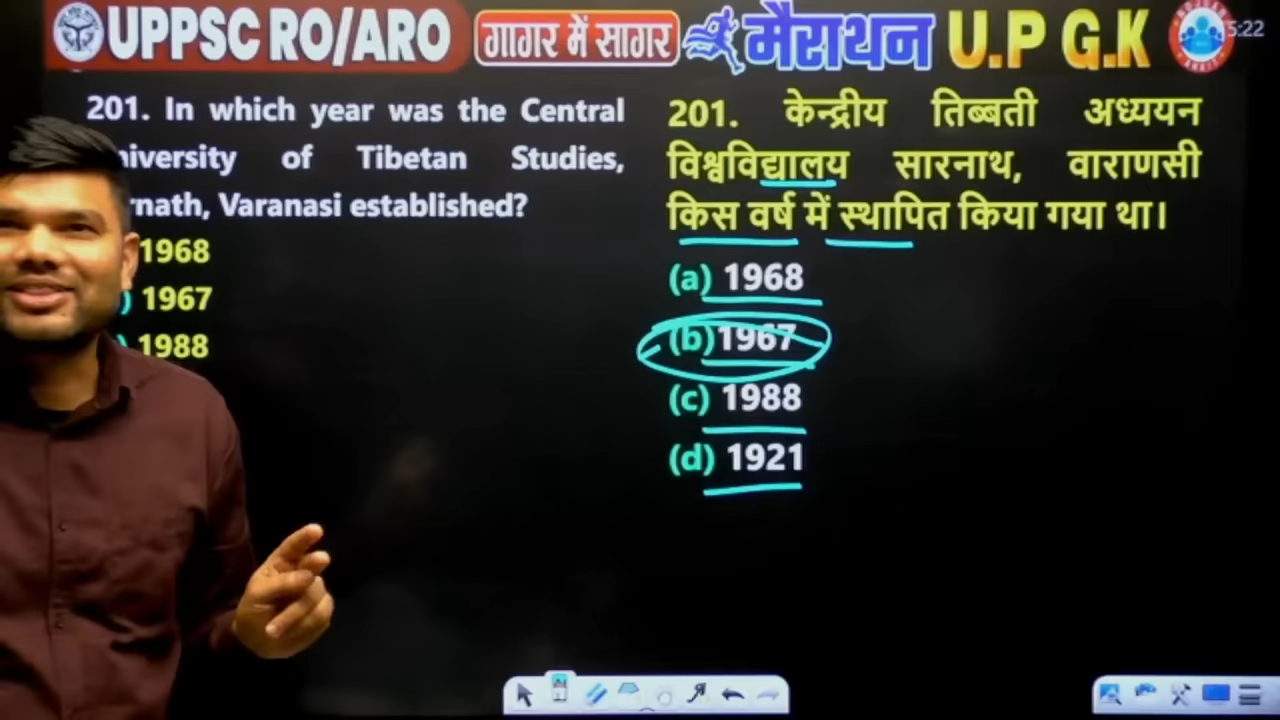 UPPSC RO/ARO
गागर में सागर
मैराथन U.P G.K
5:22
201. In which year was the Central
niversity of Tibetan Studies,
rnath, Varanasi established?
1968
) 1967
) 1988
201. केन्द्रीय तिब्बती अध्ययन
विश्वविद्यालय सारनाथ, वाराणसी
किस वर्ष में स्थापित किया गया था।
(a) 1968
(b) 1967
(c) 1988
(d) 1921